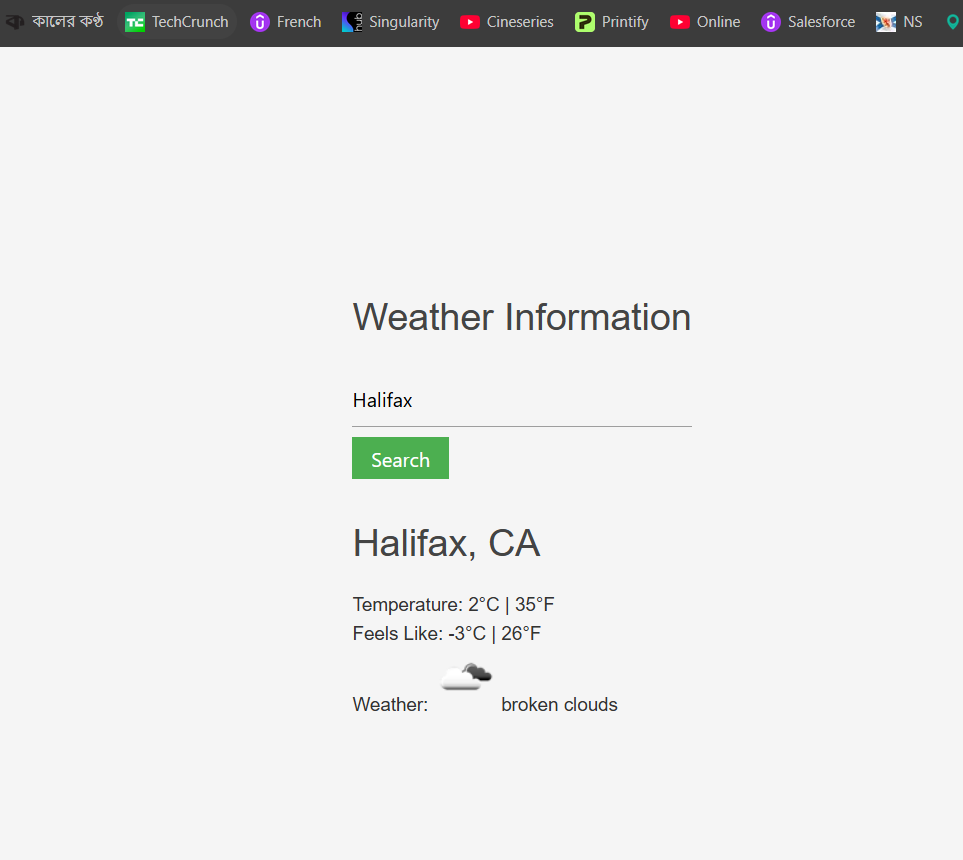 কালের কণ্ঠ TechCrunch French Singularity Cineseries Printify Online Salesforce NS
Weather Information
Halifax
Search
Halifax, CA
Temperature: 2°C | 35°F
Feels Like: -3°C | 26°F
Weather: broken clouds